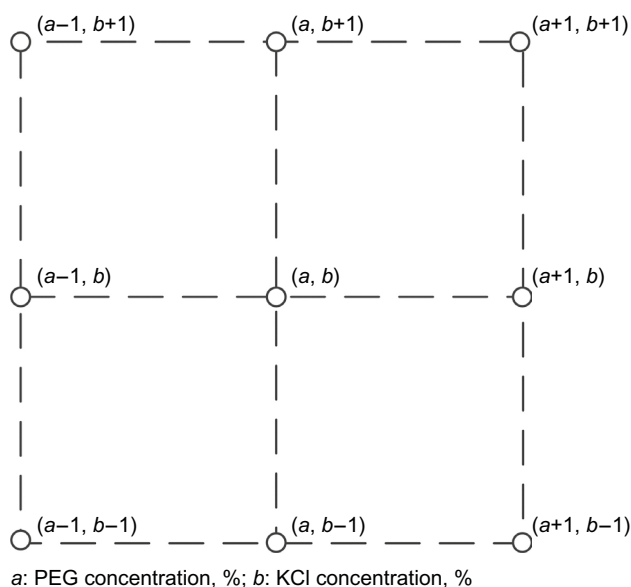 (a−1, b+1) (a, b+1) (a+1, b+1)
(a−1, b) (a, b) (a+1, b)
(a−1, b−1) (a, b−1) (a+1, b−1)
a: PEG concentration, %; b: KCl concentration, %